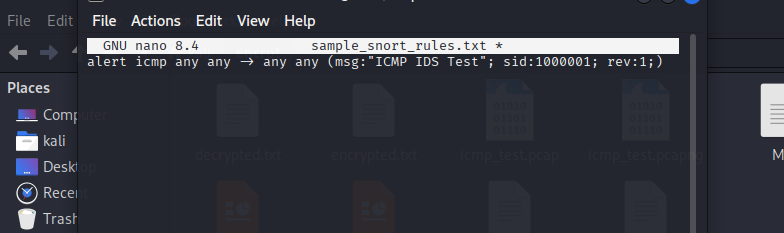 File Edit
File Actions Edit View Help
GNU nano 8.4 sample_snort_rules.txt *
alert icmp any any -> any any (msg:"ICMP IDS Test"; sid:1000001; rev:1;)
Places
Computer
kali
Desktop
Recent
Trash
decrypted.txt encrypted.txt icmp_test.pcap icmp_test.pcapng M